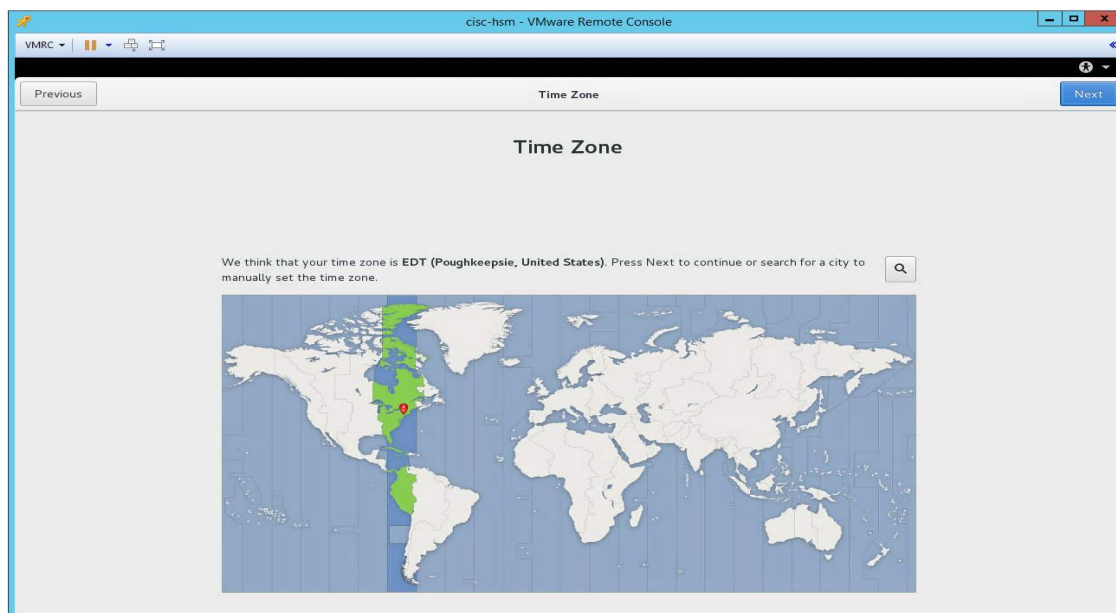 cisc-hsm - VMware Remote Console
VMRC
Previous
Time Zone
Next
Time Zone
We think that your time zone is EDT (Poughkeepsie, United States). Press Next to continue or search for a city to
manually set the time zone.